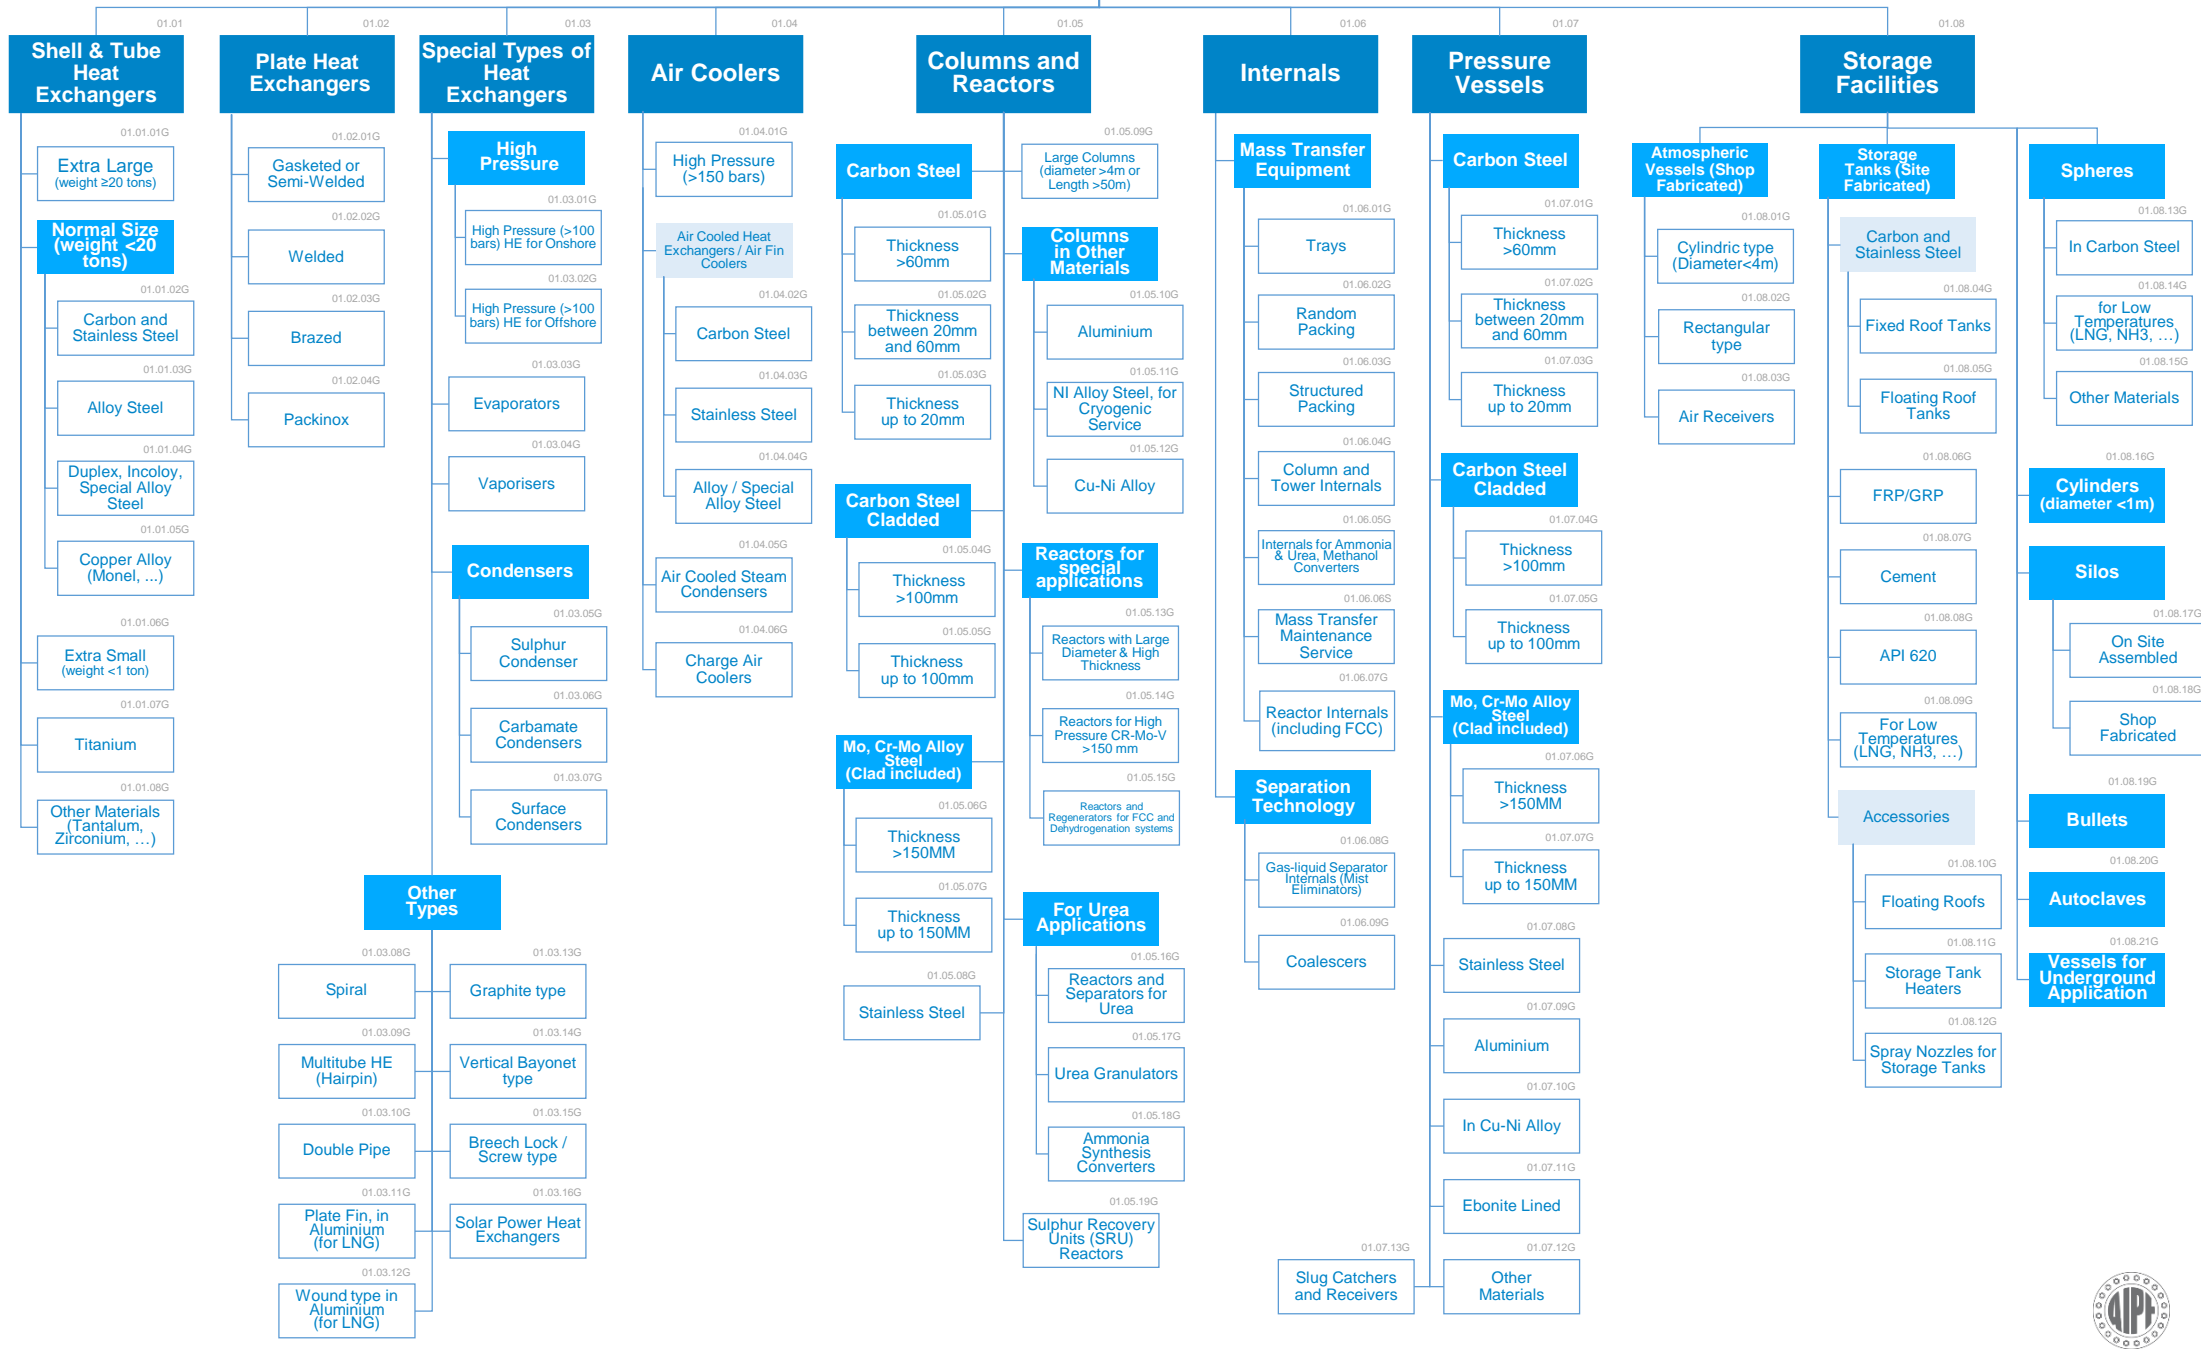 01.01
Shell & Tube
Heat
Exchangers
01.01.01G
Extra Large
(weight ≥20 tons)
Normal Size
(weight <20
tons)
01.01.02G
Carbon and
Stainless Steel
01.01.03G
Alloy Steel
01.01.04G
Duplex, Incoloy,
Special Alloy
Steel
01.01.05G
Copper Alloy
(Monel, ...)
01.01.06G
Extra Small
(weight <1 ton)
01.01.07G
Titanium
01.01.08G
Other Materials
(Tantalum,
Zirconium, …)
01.02
Plate Heat
Exchangers
01.02.01G
Gasketed or
Semi-Welded
01.02.02G
Welded
01.02.03G
Brazed
01.02.04G
Packinox
01.03
Special Types of
Heat
Exchangers
High
Pressure
01.03.01G
High Pressure (>100
bars) HE for Onshore
01.03.02G
High Pressure (>100
bars) HE for Offshore
01.03.03G
Evaporators
01.03.04G
Vaporisers
Condensers
01.03.05G
Sulphur
Condenser
01.03.06G
Carbamate
Condensers
01.03.07G
Surface
Condensers
Other
Types
01.03.08G
Spiral
01.03.09G
Multitube HE
(Hairpin)
01.03.10G
Double Pipe
01.03.11G
Plate Fin, in
Aluminium
(for LNG)
01.03.12G
Wound type in
Aluminium
(for LNG)
01.03.13G
Graphite type
01.03.14G
Vertical Bayonet
type
01.03.15G
Breech Lock /
Screw type
01.03.16G
Solar Power Heat
Exchangers
01.04
Air Coolers
01.04.01G
High Pressure
(>150 bars)
Air Cooled Heat
Exchangers / Air Fin
Coolers
01.04.02G
Carbon Steel
01.04.03G
Stainless Steel
01.04.04G
Alloy / Special
Alloy Steel
01.04.05G
Air Cooled Steam
Condensers
01.04.06G
Charge Air
Coolers
01.05
Columns and
Reactors
Carbon Steel
01.05.01G
Thickness
>60mm
01.05.02G
Thickness
between 20mm
and 60mm
01.05.03G
Thickness
up to 20mm
Carbon Steel
Cladded
01.05.04G
Thickness
>100mm
01.05.05G
Thickness
up to 100mm
Mo, Cr-Mo Alloy
Steel
(Clad included)
01.05.06G
Thickness
>150MM
01.05.07G
Thickness
up to 150MM
01.05.08G
Stainless Steel
01.05.09G
Large Columns
(diameter >4m or
Length >50m)
Columns
in Other
Materials
01.05.10G
Aluminium
01.05.11G
NI Alloy Steel, for
Cryogenic
Service
01.05.12G
Cu-Ni Alloy
Reactors for
special
applications
01.05.13G
Reactors with Large
Diameter & High
Thickness
01.05.14G
Reactors for High
Pressure CR-Mo-V
>150 mm
01.05.15G
Reactors and
Regenerators for FCC and
Dehydrogenation systems
For Urea
Applications
01.05.16G
Reactors and
Separators for
Urea
01.05.17G
Urea Granulators
01.05.18G
Ammonia
Synthesis
Converters
01.05.19G
Sulphur Recovery
Units (SRU)
Reactors
01.06
Internals
Mass Transfer
Equipment
01.06.01G
Trays
01.06.02G
Random
Packing
01.06.03G
Structured
Packing
01.06.04G
Column and
Tower Internals
01.06.05G
Internals for Ammonia
& Urea, Methanol
Converters
01.06.06S
Mass Transfer
Maintenance
Service
01.06.07G
Reactor Internals
(including FCC)
Separation
Technology
01.06.08G
Gas-liquid Separator
Internals (Mist
Eliminators)
01.06.09G
Coalescers
01.07
Pressure
Vessels
Carbon Steel
01.07.01G
Thickness
>60mm
01.07.02G
Thickness
between 20mm
and 60mm
01.07.03G
Thickness
up to 20mm
Carbon Steel
Cladded
01.07.04G
Thickness
>100mm
01.07.05G
Thickness
up to 100mm
Mo, Cr-Mo Alloy
Steel
(Clad included)
01.07.06G
Thickness
>150MM
01.07.07G
Thickness
up to 150MM
01.07.08G
Stainless Steel
01.07.09G
Aluminium
01.07.10G
In Cu-Ni Alloy
01.07.11G
Ebonite Lined
01.07.12G
Other
Materials
01.07.13G
Slug Catchers
and Receivers
01.08
Storage
Facilities
Atmospheric
Vessels (Shop
Fabricated)
01.08.01G
Cylindric type
(Diameter<4m)
01.08.02G
Rectangular
type
01.08.03G
Air Receivers
Storage
Tanks (Site
Fabricated)
Carbon and
Stainless Steel
01.08.04G
Fixed Roof Tanks
01.08.05G
Floating Roof
Tanks
01.08.06G
FRP/GRP
01.08.07G
Cement
01.08.08G
API 620
01.08.09G
For Low
Temperatures
(LNG, NH3, …)
Accessories
01.08.10G
Floating Roofs
01.08.11G
Storage Tank
Heaters
01.08.12G
Spray Nozzles for
Storage Tanks
Spheres
01.08.13G
In Carbon Steel
01.08.14G
for Low
Temperatures
(LNG, NH3, …)
01.08.15G
Other Materials
01.08.16G
Cylinders
(diameter <1m)
Silos
01.08.17G
On Site
Assembled
01.08.18G
Shop
Fabricated
01.08.19G
Bullets
01.08.20G
Autoclaves
01.08.21G
Vessels for
Underground
Application
AIPE